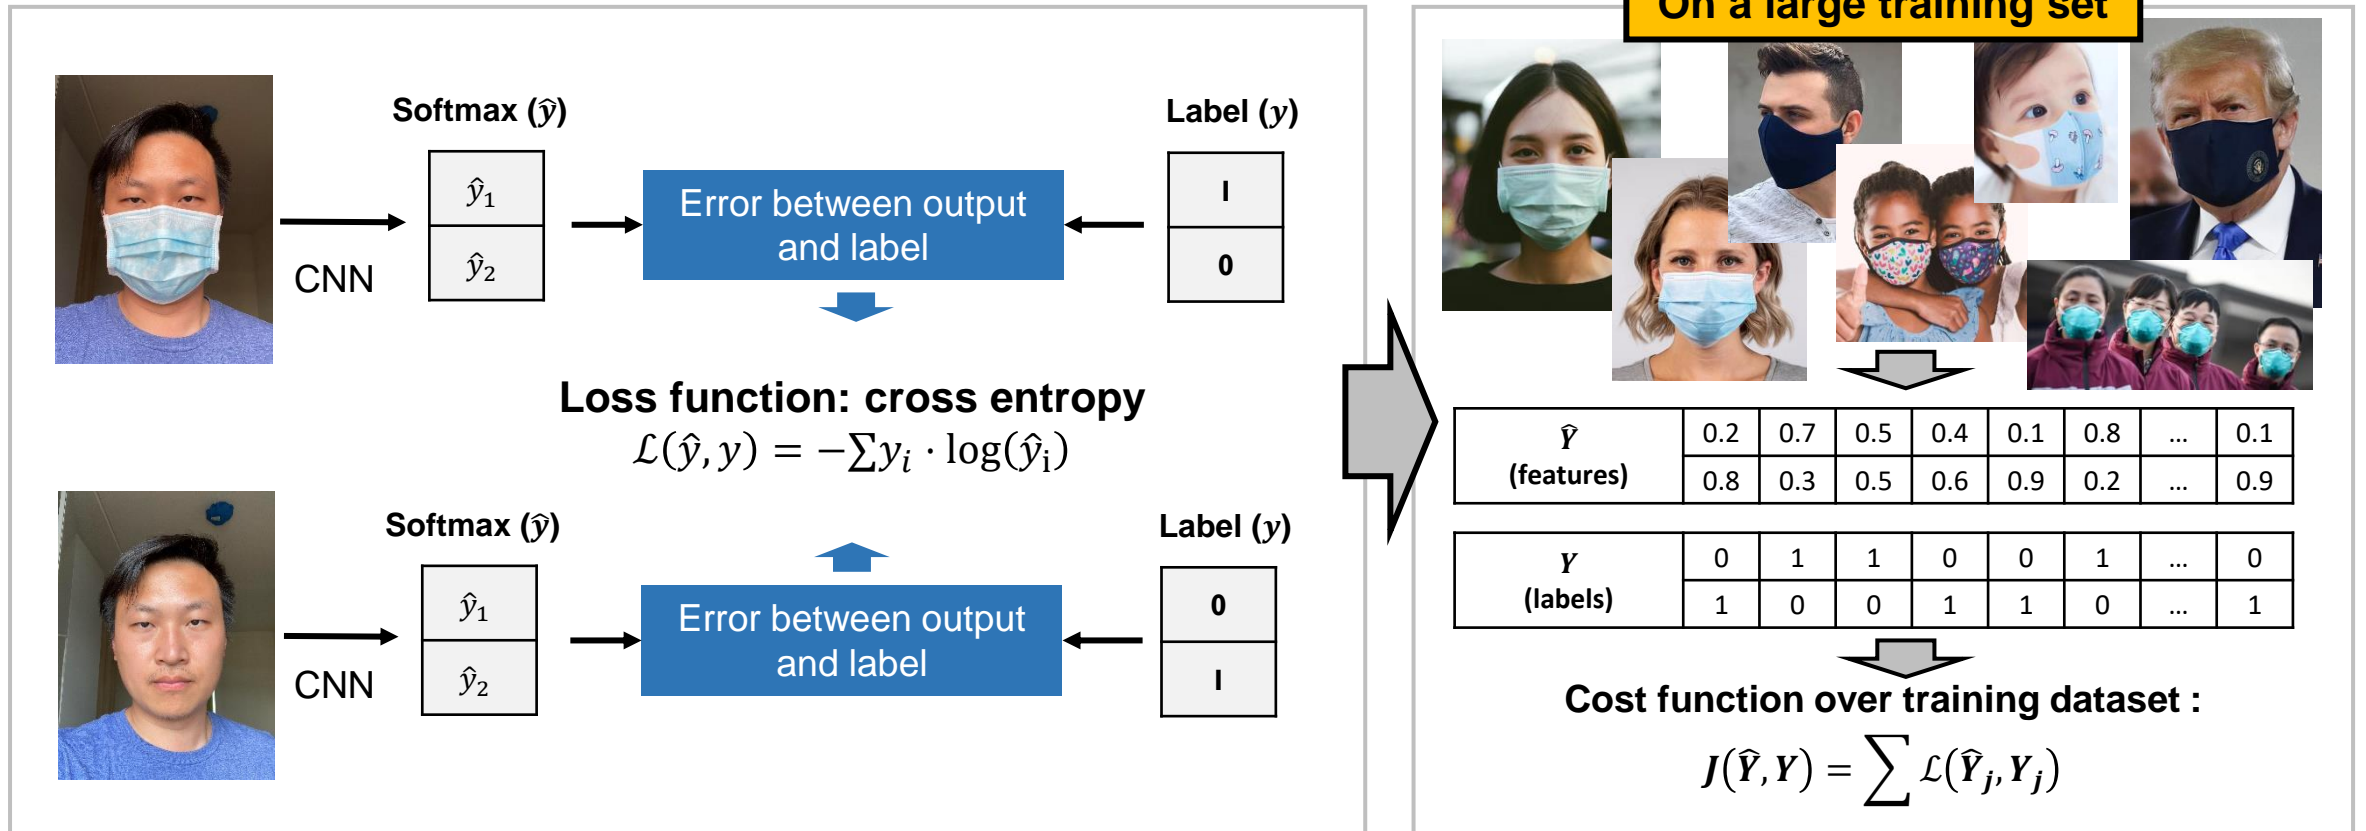 On a large training set
Softmax (ŷ)
Label (y)
ŷ₁
ŷ₂
CNN
Error between output
and label
1
0
Loss function: cross entropy
ℒ(ŷ, y) = −∑yᵢ · log(ŷᵢ)
Softmax (ŷ)
Label (y)
ŷ₁
ŷ₂
CNN
Error between output
and label
0
1
Ŷ
(features)
0.2 0.7 0.5 0.4 0.1 0.8 ... 0.1
0.8 0.3 0.5 0.6 0.9 0.2 ... 0.9
Y
(labels)
0 1 1 0 0 1 ... 0
1 0 0 1 1 0 ... 1
Cost function over training dataset :
J(Ŷ, Y) = ∑ ℒ(Ŷⱼ, Yⱼ)